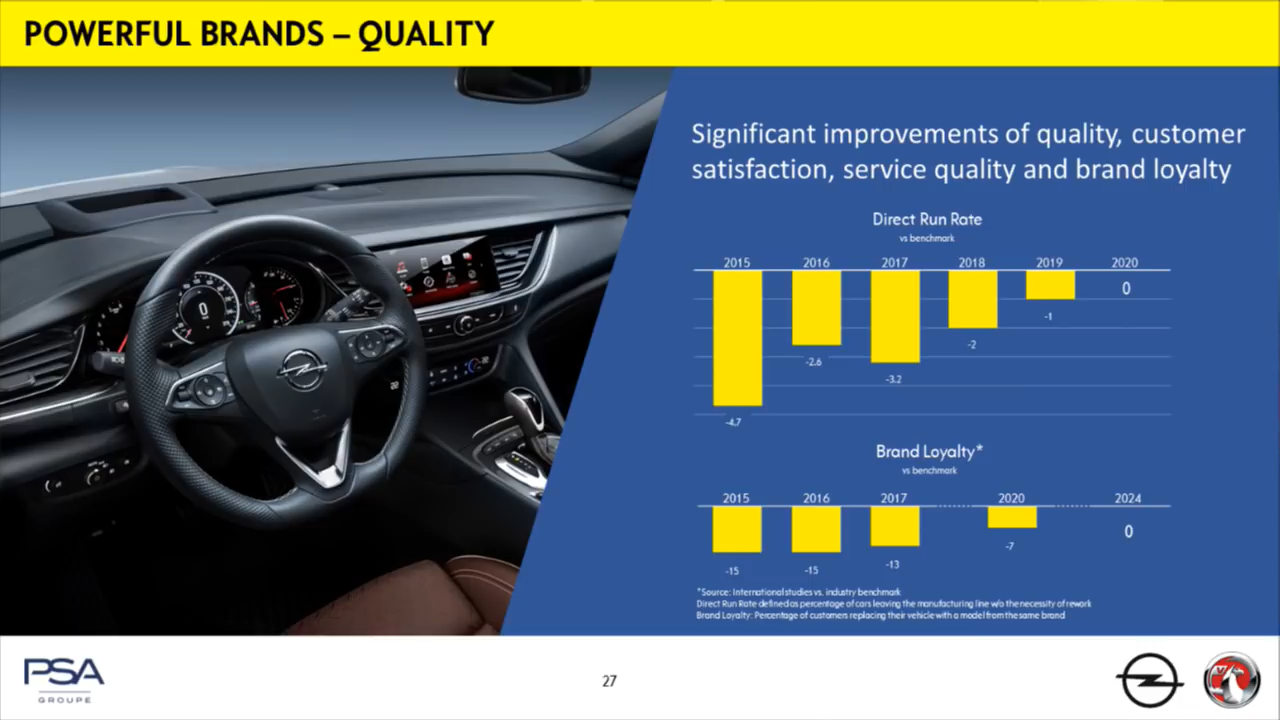 POWERFUL BRANDS – QUALITY
Significant improvements of quality, customer
satisfaction, service quality and brand loyalty
Direct Run Rate
vs benchmark
2015 2016 2017 2018 2019 2020
0
-1
-2
-2.6
-3.2
-4.7
Brand Loyalty*
vs benchmark
2015 2016 2017 2020 2024
0
-7
-13
-15 -15
*Source: International studies vs. industry benchmark
Direct Run Rate defined as percentage of cars leaving the manufacturing line w/o the necessity of rework
Brand Loyalty: Percentage of customers replacing their vehicle with a model from the same brand
PSA
GROUPE
27